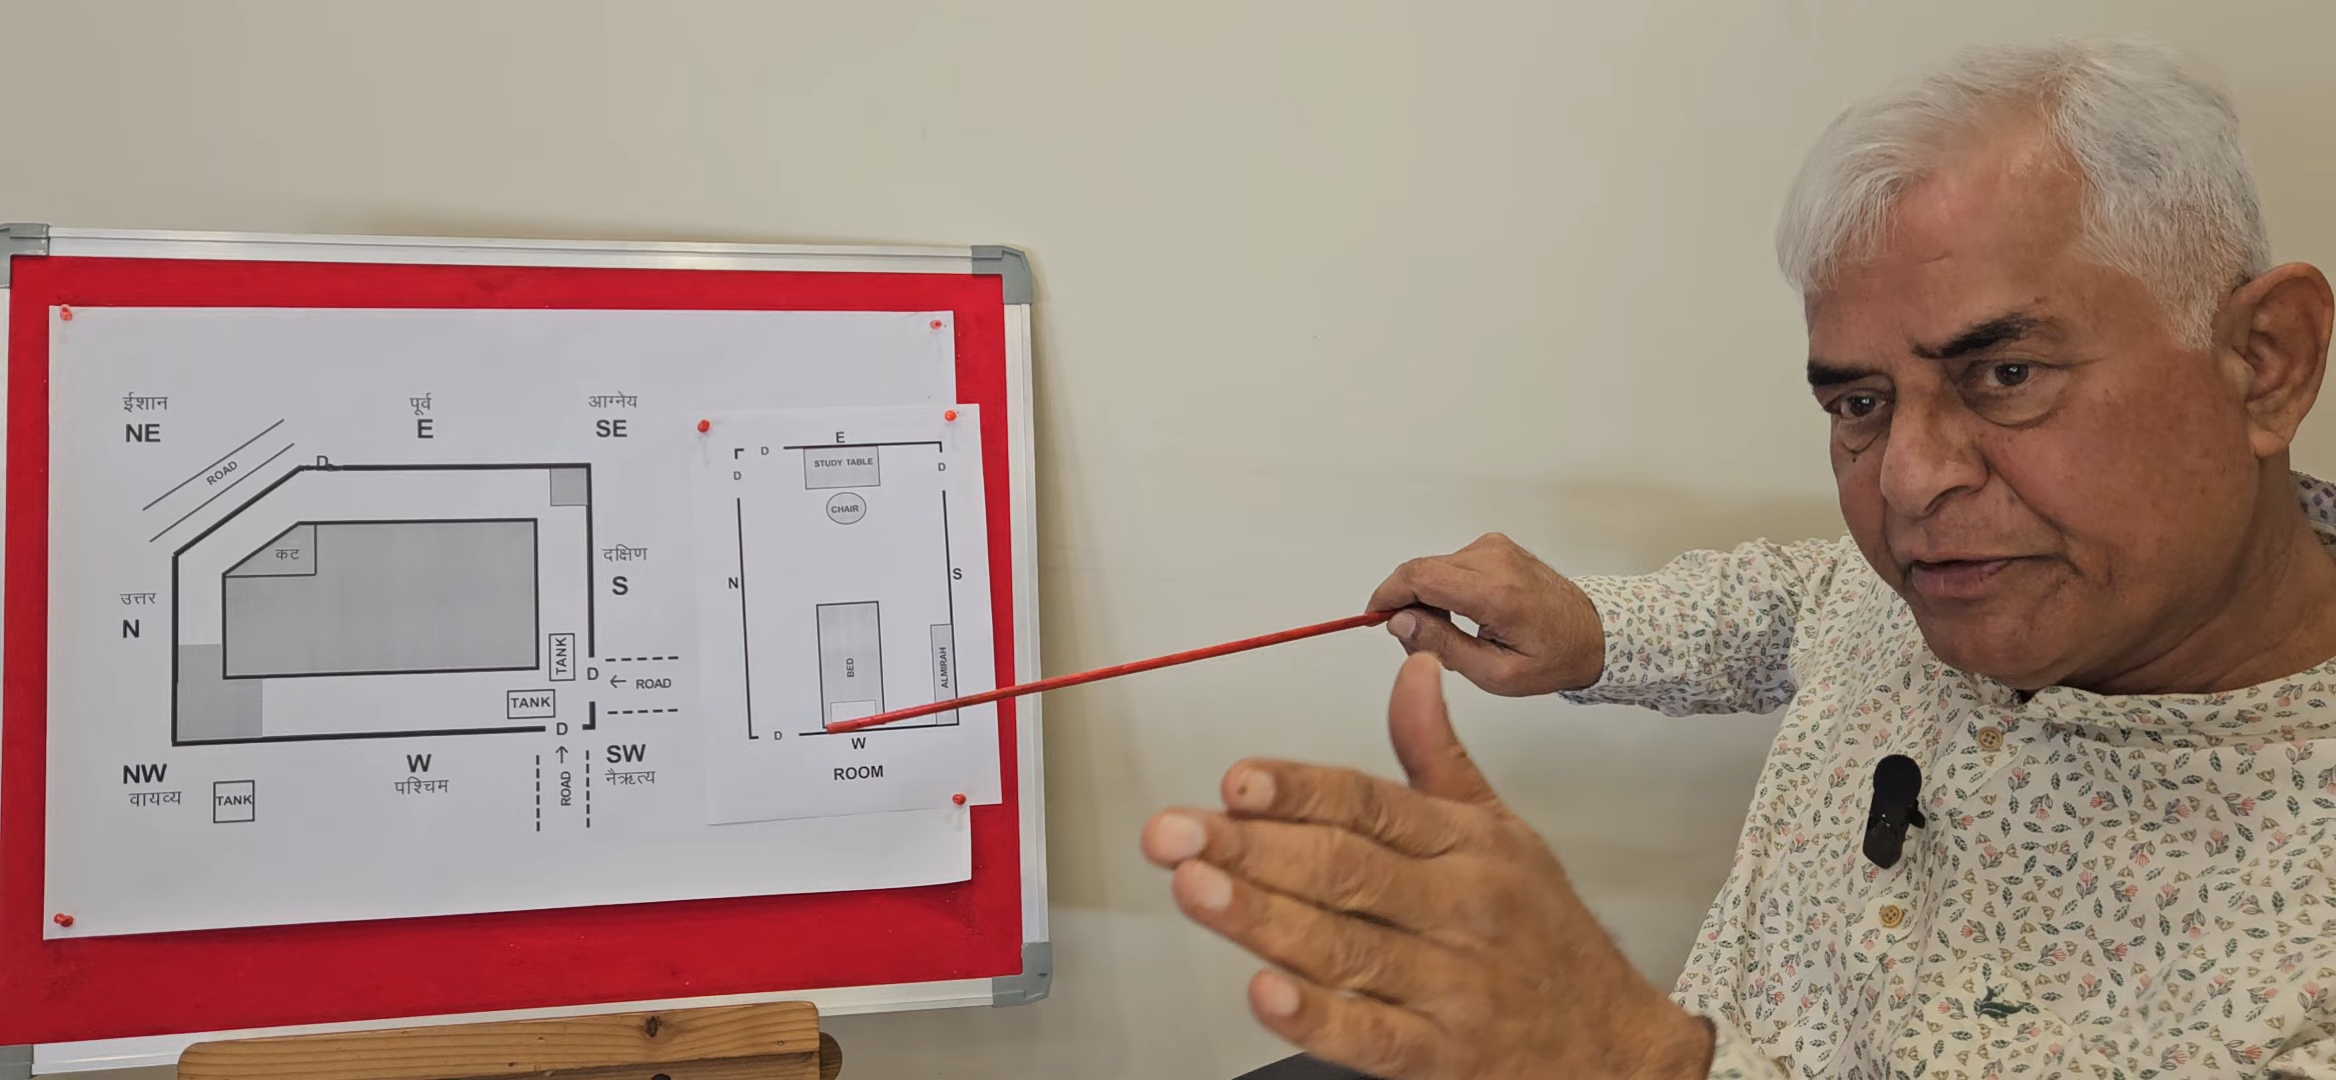 ईशान
NE
पूर्व
E
आग्नेय
SE
ROAD
D
कट
उत्तर
N
दक्षिण
S
TANK
D
← ROAD
TANK
D
↑
ROAD
NW
वायव्य
TANK
W
पश्चिम
SW
नैऋत्य
E
D
D
D
STUDY TABLE
CHAIR
N
S
BED
ALMIRAH
D
W
ROOM